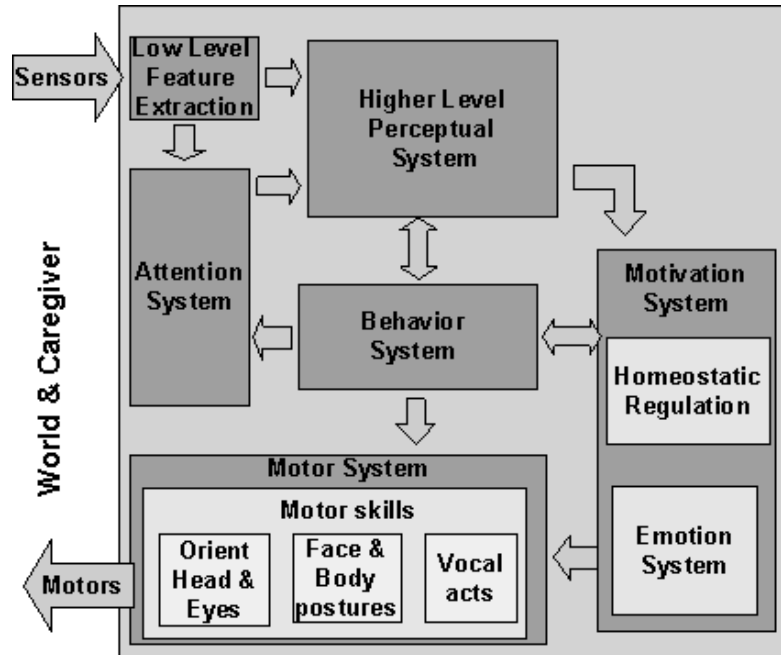 Sensors
Low Level
Feature
Extraction
Higher Level
Perceptual
System
Attention
System
Behavior
System
Motivation
System
Homeostatic
Regulation
Emotion
System
World & Caregiver
Motor System
Motor skills
Orient
Head &
Eyes
Face &
Body
postures
Vocal
acts
Motors